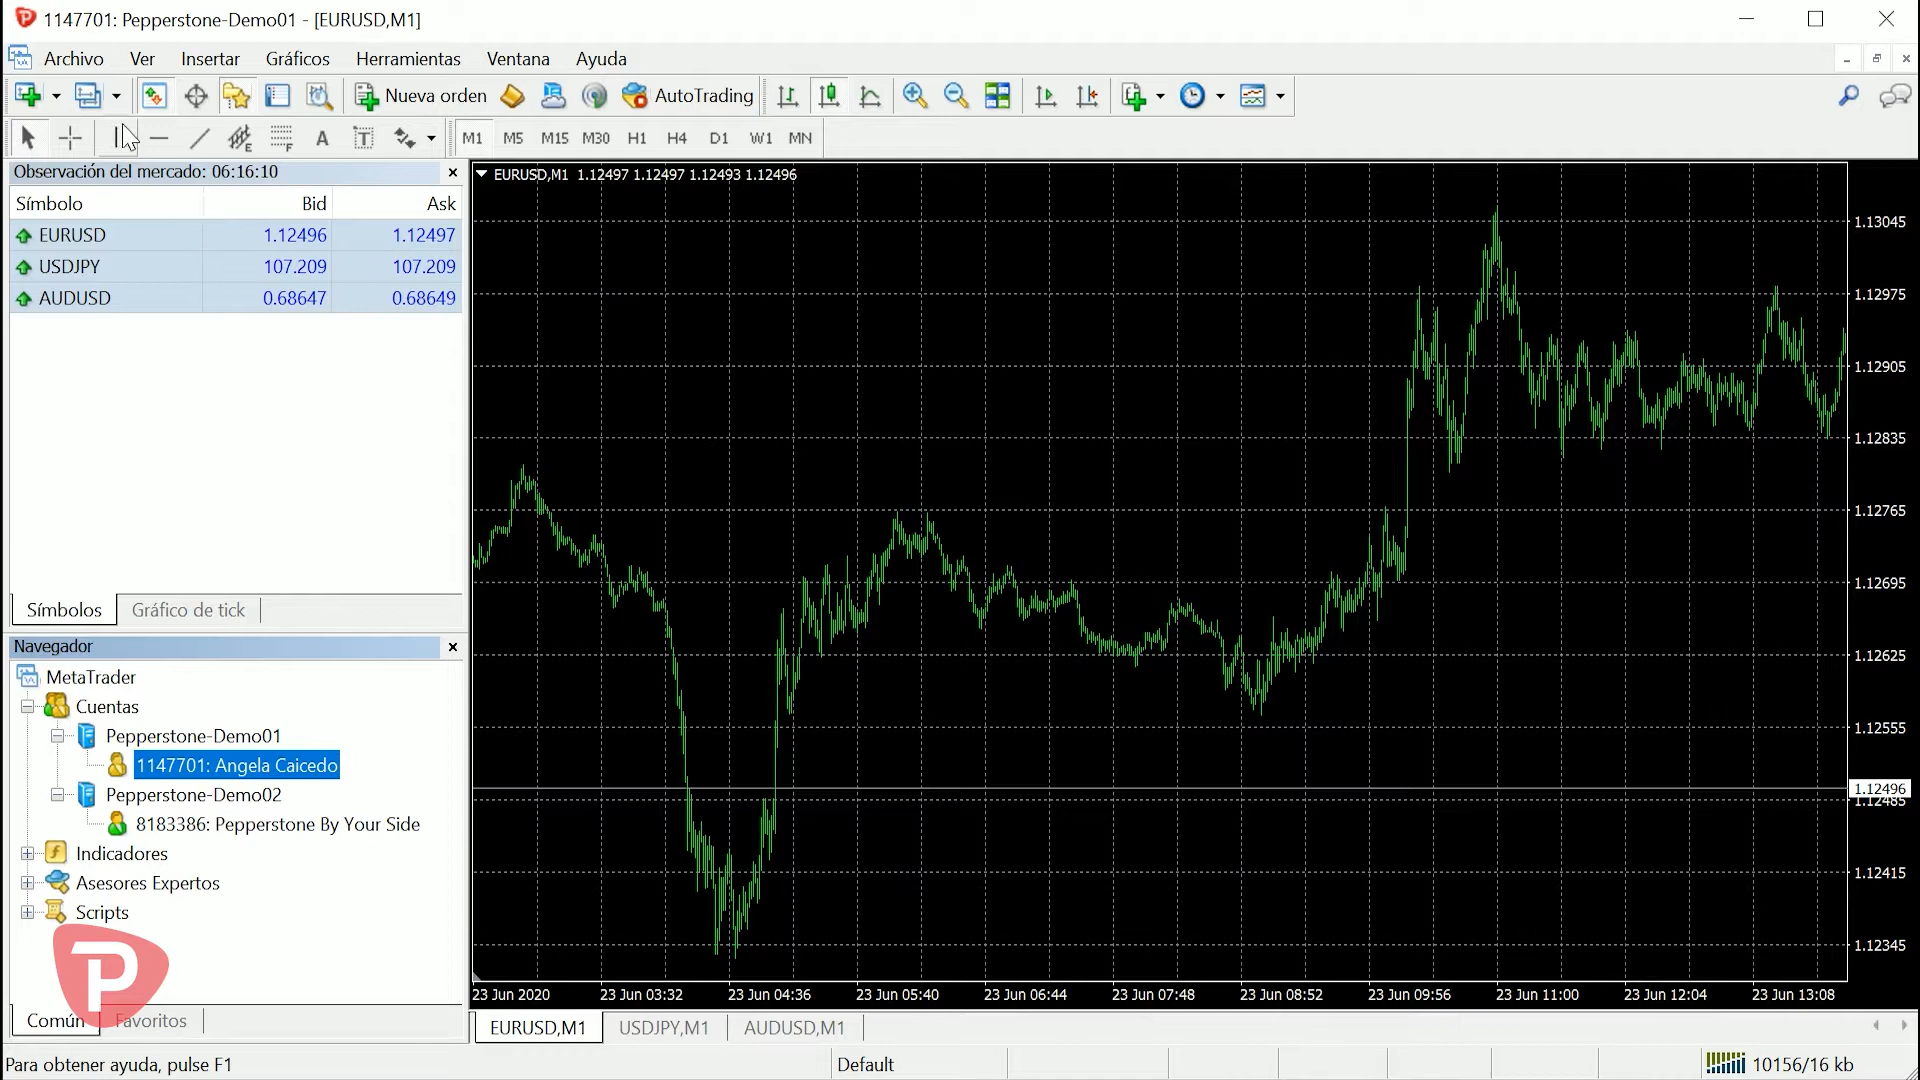 1147701: Pepperstone-Demo01 - [EURUSD,M1]
Archivo Ver Insertar Gráficos Herramientas Ventana Ayuda
Nueva orden AutoTrading
E F A T M1 M5 M15 M30 H1 H4 D1 W1 MN
Observación del mercado: 06:16:10
Símbolo Bid Ask
EURUSD 1.12496 1.12497
USDJPY 107.209 107.209
AUDUSD 0.68647 0.68649
Símbolos Gráfico de tick
Navegador
MetaTrader
Cuentas
Pepperstone-Demo01
1147701: Angela Caicedo
Pepperstone-Demo02
8183386: Pepperstone By Your Side
Indicadores
Asesores Expertos
Scripts
P
Común Favoritos
EURUSD,M1 1.12497 1.12497 1.12493 1.12496
1.13045
1.12975
1.12905
1.12835
1.12765
1.12695
1.12625
1.12555
1.12496
1.12485
1.12415
1.12345
23 Jun 2020 23 Jun 03:32 23 Jun 04:36 23 Jun 05:40 23 Jun 06:44 23 Jun 07:48 23 Jun 08:52 23 Jun 09:56 23 Jun 11:00 23 Jun 12:04 23 Jun 13:08
EURUSD,M1 USDJPY,M1 AUDUSD,M1
Para obtener ayuda, pulse F1 Default 10156/16 kb